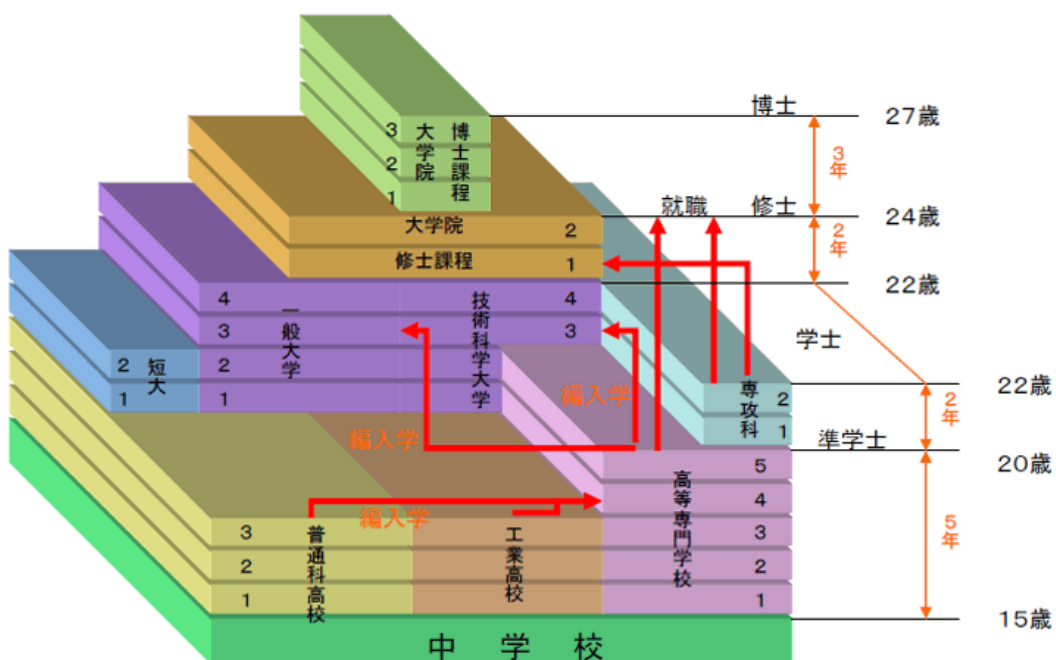 博士
27歳
3
2
1
大学院
博士課程
3年
就職
修士
24歳
大学院
2
修士課程
1
2年
22歳
4
3
2
1
一般大学
技術科学大学
4
3
学士
2
1
短大
編入学
編入学
専攻科
2
1
22歳
2年
準学士
20歳
編入学
3
2
1
普通科高校
工業高校
高等専門学校
5
4
3
2
1
5年
15歳
中学校